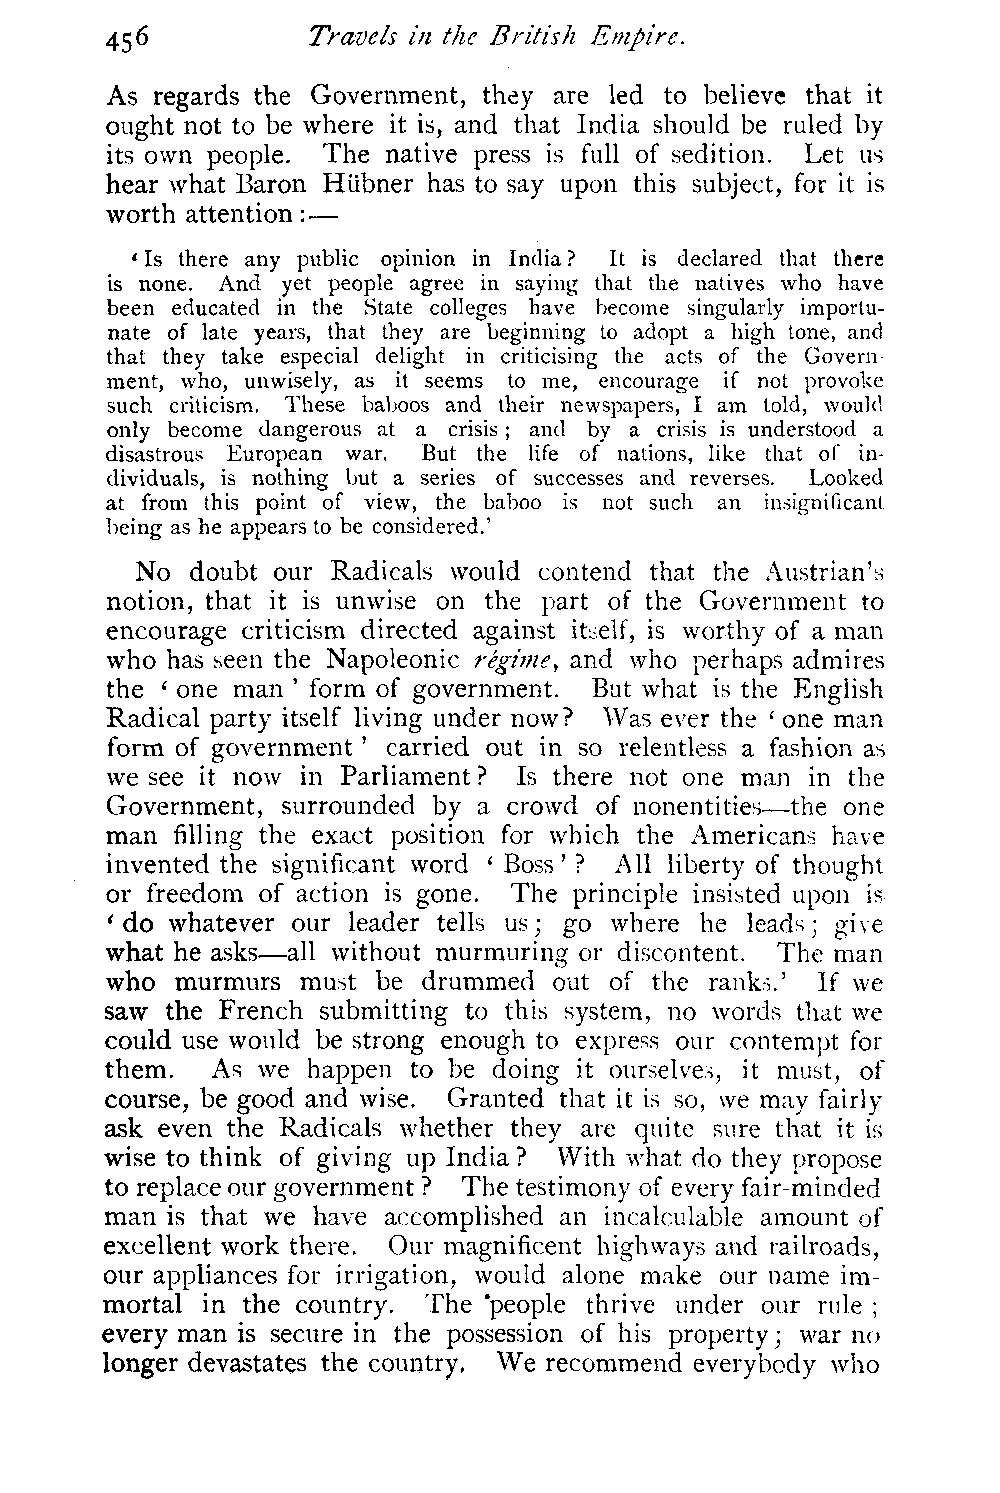 456 Travels in the British Empire.
As regards the Government, they are led to believe that it
ought not to be where it is, and that India should be ruled by
its own people. The native press is full of sedition. Let us
hear what Baron Hübner has to say upon this subject, for it is
worth attention :—
‘ Is there any public opinion in India? It is declared that there
is none. And yet people agree in saying that the natives who have
been educated in the State colleges have become singularly importu-
nate of late years, that they are beginning to adopt a high tone, and
that they take especial delight in criticising the acts of the Govern-
ment, who, unwisely, as it seems to me, encourage if not provoke
such criticism. These baboos and their newspapers, I am told, would
only become dangerous at a crisis ; and by a crisis is understood a
disastrous European war. But the life of nations, like that of in-
dividuals, is nothing but a series of successes and reverses. Looked
at from this point of view, the baboo is not such an insignificant
being as he appears to be considered.’
No doubt our Radicals would contend that the Austrian’s
notion, that it is unwise on the part of the Government to
encourage criticism directed against itself, is worthy of a man
who has seen the Napoleonic régime, and who perhaps admires
the ‘ one man ’ form of government. But what is the English
Radical party itself living under now? Was ever the ‘ one man
form of government ’ carried out in so relentless a fashion as
we see it now in Parliament? Is there not one man in the
Government, surrounded by a crowd of nonentities—the one
man filling the exact position for which the Americans have
invented the significant word ‘ Boss ’ ? All liberty of thought
or freedom of action is gone. The principle insisted upon is
‘ do whatever our leader tells us ; go where he leads ; give
what he asks—all without murmuring or discontent. The man
who murmurs must be drummed out of the ranks.’ If we
saw the French submitting to this system, no words that we
could use would be strong enough to express our contempt for
them. As we happen to be doing it ourselves, it must, of
course, be good and wise. Granted that it is so, we may fairly
ask even the Radicals whether they are quite sure that it is
wise to think of giving up India ? With what do they propose
to replace our government ? The testimony of every fair-minded
man is that we have accomplished an incalculable amount of
excellent work there. Our magnificent highways and railroads,
our appliances for irrigation, would alone make our name im-
mortal in the country. The people thrive under our rule ;
every man is secure in the possession of his property ; war no
longer devastates the country. We recommend everybody who